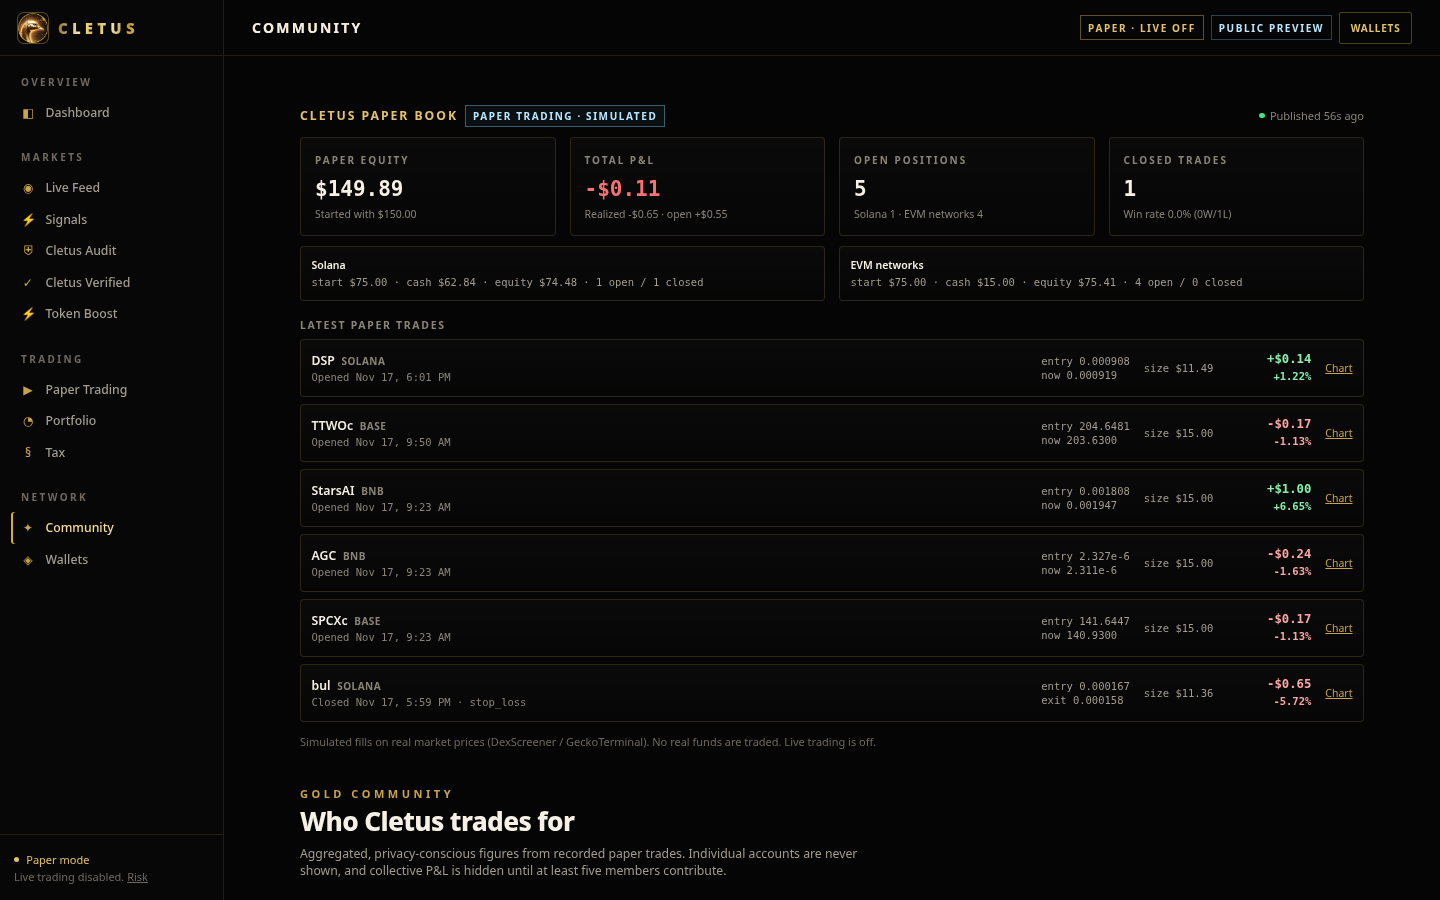 CLETUS
COMMUNITY
PAPER · LIVE OFF
PUBLIC PREVIEW
WALLETS
OVERVIEW
Dashboard
MARKETS
Live Feed
Signals
Cletus Audit
Cletus Verified
Token Boost
TRADING
Paper Trading
Portfolio
Tax
NETWORK
Community
Wallets
Paper mode
Live trading disabled. Risk
CLETUS PAPER BOOK
PAPER TRADING · SIMULATED
Published 56s ago
PAPER EQUITY
$149.89
Started with $150.00
TOTAL P&L
-$0.11
Realized -$0.65 · open +$0.55
OPEN POSITIONS
5
Solana 1 · EVM networks 4
CLOSED TRADES
1
Win rate 0.0% (0W/1L)
Solana
start $75.00 · cash $62.84 · equity $74.48 · 1 open / 1 closed
EVM networks
start $75.00 · cash $15.00 · equity $75.41 · 4 open / 0 closed
LATEST PAPER TRADES
DSP SOLANA
Opened Nov 17, 6:01 PM
entry 0.000908
now 0.000919
size $11.49
+$0.14
+1.22%
Chart
TTWOc BASE
Opened Nov 17, 9:50 AM
entry 204.6481
now 203.6300
size $15.00
-$0.17
-1.13%
Chart
StarsAI BNB
Opened Nov 17, 9:23 AM
entry 0.001808
now 0.001947
size $15.00
+$1.00
+6.65%
Chart
AGC BNB
Opened Nov 17, 9:23 AM
entry 2.327e-6
now 2.311e-6
size $15.00
-$0.24
-1.63%
Chart
SPCXc BASE
Opened Nov 17, 9:23 AM
entry 141.6447
now 140.9300
size $15.00
-$0.17
-1.13%
Chart
bul SOLANA
Closed Nov 17, 5:59 PM · stop_loss
entry 0.000167
exit 0.000158
size $11.36
-$0.65
-5.72%
Chart
Simulated fills on real market prices (DexScreener / GeckoTerminal). No real funds are traded. Live trading is off.
GOLD COMMUNITY
Who Cletus trades for
Aggregated, privacy-conscious figures from recorded paper trades. Individual accounts are never
shown, and collective P&L is hidden until at least five members contribute.